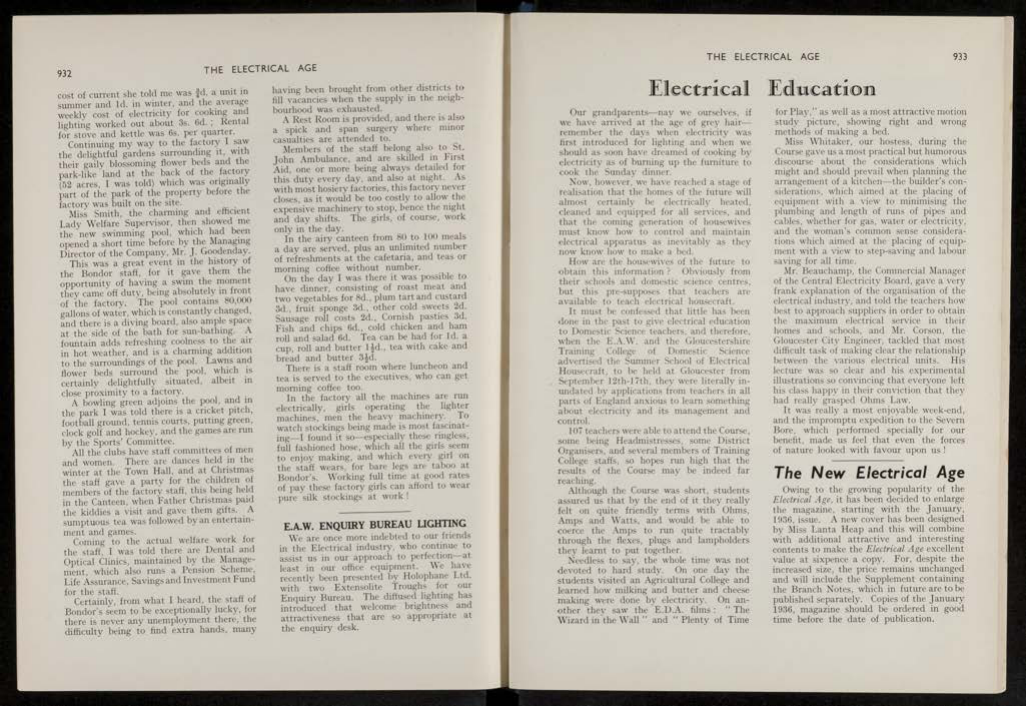 932
THE ELECTRICAL AGE
cost of current she told me was ¾d. a unit in
summer and 1d. in winter, and the average
weekly cost of electricity for cooking and
lighting worked out about 3s. 6d. ; Rental
for stove and kettle was 6s. per quarter.
Continuing my way to the factory I saw
the delightful gardens surrounding it, with
their gaily blossoming flower beds and the
park-like land at the back of the factory
(52 acres, I was told) which was originally
part of the park of the property before the
factory was built on the site.
Miss Smith, the charming and efficient
Lady Welfare Supervisor, then showed me
the new swimming pool, which had been
opened a short time before by the Managing
Director of the Company, Mr. J. Goodenday.
This was a great event in the history of
the Bondor staff, for it gave them the
opportunity of having a swim the moment
they came off duty, being absolutely in front
of the factory. The pool contains 80,000
gallons of water, which is constantly changed,
and there is a diving board, also ample space
at the side of the bath for sun-bathing. A
fountain adds refreshing coolness to the air
in hot weather, and is a charming addition
to the surroundings of the pool. Lawns and
flower beds surround the pool, which is
certainly delightfully situated, albeit in
close proximity to a factory.
A bowling green adjoins the pool, and in
the park I was told there is a cricket pitch,
football ground, tennis courts, putting green,
clock golf and hockey, and the games are run
by the Sports' Committee.
All the clubs have staff committees of men
and women. There are dances held in the
winter at the Town Hall, and at Christmas
the staff gave a party for the children of
members of the factory staff, this being held
in the Canteen, when Father Christmas paid
the kiddies a visit and gave them gifts. A
sumptuous tea was followed by an entertain-
ment and games.
Coming to the actual welfare work for
the staff, I was told there are Dental and
Optical Clinics, maintained by the Manage-
ment, which also runs a Pension Scheme,
Life Assurance, Savings and Investment Fund
for the staff.
Certainly, from what I heard, the staff of
Bondor's seem to be exceptionally lucky, for
there is never any unemployment there, the
difficulty being to find extra hands, many
having been brought from other districts to
fill vacancies when the supply in the neigh-
bourhood was exhausted.
A Rest Room is provided, and there is also
a spick and span surgery where minor
casualties are attended to.
Members of the staff belong also to St.
John Ambulance, and are skilled in First
Aid, one or more being always detailed for
this duty every day, and also at night. As
with most hosiery factories, this factory never
closes, as it would be too costly to allow the
expensive machinery to stop, hence the night
and day shifts. The girls, of course, work
only in the day.
In the airy canteen from 80 to 100 meals
a day are served, plus an unlimited number
of refreshments at the cafetaria, and teas or
morning coffee without number.
On the day I was there it was possible to
have dinner, consisting of roast meat and
two vegetables for 8d., plum tart and custard
3d., fruit sponge 3d., other cold sweets 2d.
Sausage roll costs 2d., Cornish pasties 3d.
Fish and chips 6d., cold chicken and ham
roll and salad 6d. Tea can be had for 1d. a
cup, roll and butter 1½d., tea with cake and
bread and butter 3½d.
There is a staff room where luncheon and
tea is served to the executives, who can get
morning coffee too.
In the factory all the machines are run
electrically, girls operating the lighter
machines, men the heavy machinery. To
watch stockings being made is most fascinat-
ing—I found it so—especially these ringless,
full fashioned hose, which all the girls seem
to enjoy making, and which every girl on
the staff wears, for bare legs are taboo at
Bondor's. Working full time at good rates
of pay these factory girls can afford to wear
pure silk stockings at work !
E.A.W. ENQUIRY BUREAU LIGHTING
We are once more indebted to our friends
in the Electrical industry, who continue to
assist us in our approach to perfection—at
least in our office equipment. We have
recently been presented by Holophane Ltd.
with two Extensolite Troughs for our
Enquiry Bureau. The diffused lighting has
introduced that welcome brightness and
attractiveness that are so appropriate at
the enquiry desk.
THE ELECTRICAL AGE
933
Electrical Education
Our grandparents—nay we ourselves, if
we have arrived at the age of grey hair—
remember the days when electricity was
first introduced for lighting and when we
should as soon have dreamed of cooking by
electricity as of burning up the furniture to
cook the Sunday dinner.
Now, however, we have reached a stage of
realisation that the homes of the future will
almost certainly be electrically heated,
cleaned and equipped for all services, and
that the coming generation of housewives
must know how to control and maintain
electrical apparatus as inevitably as they
now know how to make a bed.
How are the housewives of the future to
obtain this information ? Obviously from
their schools and domestic science centres,
but this pre-supposes that teachers are
available to teach electrical housecraft.
It must be confessed that little has been
done in the past to give electrical education
to Domestic Science teachers, and therefore,
when the E.A.W. and the Gloucestershire
Training College of Domestic Science
advertised the Summer School of Electrical
Housecraft, to be held at Gloucester from
September 12th-17th, they were literally in-
undated by applications from teachers in all
parts of England anxious to learn something
about electricity and its management and
control.
107 teachers were able to attend the Course,
some being Headmistresses, some District
Organisers, and several members of Training
College staffs, so hopes run high that the
results of the Course may indeed far
reaching.
Although the Course was short, students
assured us that by the end of it they really
felt on quite friendly terms with Ohms,
Amps and Watts, and would be able to
coerce the Amps to run quite tractably
through the flexes, plugs and lampholders
they learnt to put together.
Needless to say, the whole time was not
devoted to hard study. On one day the
students visited an Agricultural College and
learned how milking and butter and cheese
making were done by electricity. On an-
other they saw the E.D.A. films: " The
Wizard in the Wall " and " Plenty of Time
for Play," as well as a most attractive motion
study picture, showing right and wrong
methods of making a bed.
Miss Whitaker, our hostess, during the
Course gave us a most practical but humorous
discourse about the considerations which
might and should prevail when planning the
arrangement of a kitchen—the builder's con-
siderations, which aimed at the placing of
equipment with a view to minimising the
plumbing and length of runs of pipes and
cables, whether for gas, water or electricity,
and the woman's common sense considera-
tions which aimed at the placing of equip-
ment with a view to step-saving and labour
saving for all time.
Mr. Beauchamp, the Commercial Manager
of the Central Electricity Board, gave a very
frank explanation of the organisation of the
electrical industry, and told the teachers how
best to approach suppliers in order to obtain
the maximum electrical service in their
homes and schools, and Mr. Corson, the
Gloucester City Engineer, tackled that most
difficult task of making clear the relationship
between the various electrical units. His
lecture was so clear and his experimental
illustrations so convincing that everyone left
his class happy in their conviction that they
had really grasped Ohms Law.
It was really a most enjoyable week-end,
and the impromptu expedition to the Severn
Bore, which performed specially for our
benefit, made us feel that even the forces
of nature looked with favour upon us !
The New Electrical Age
Owing to the growing popularity of the
Electrical Age, it has been decided to enlarge
the magazine, starting with the January,
1936, issue. A new cover has been designed
by Miss Lanta Heap and this will combine
with additional attractive and interesting
contents to make the Electrical Age excellent
value at sixpence a copy. For, despite the
increased size, the price remains unchanged
and will include the Supplement containing
the Branch Notes, which in future are to be
published separately. Copies of the January
1936, magazine should be ordered in good
time before the date of publication.